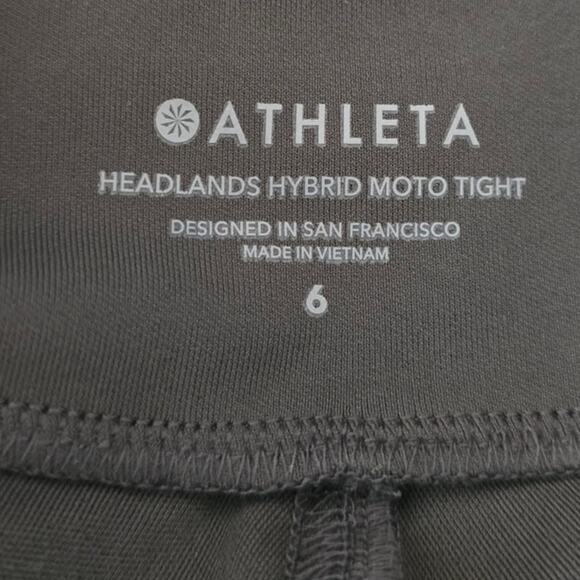 ATHLETA
HEADLANDS HYBRID MOTO TIGHT
DESIGNED IN SAN FRANCISCO
MADE IN VIETNAM
6